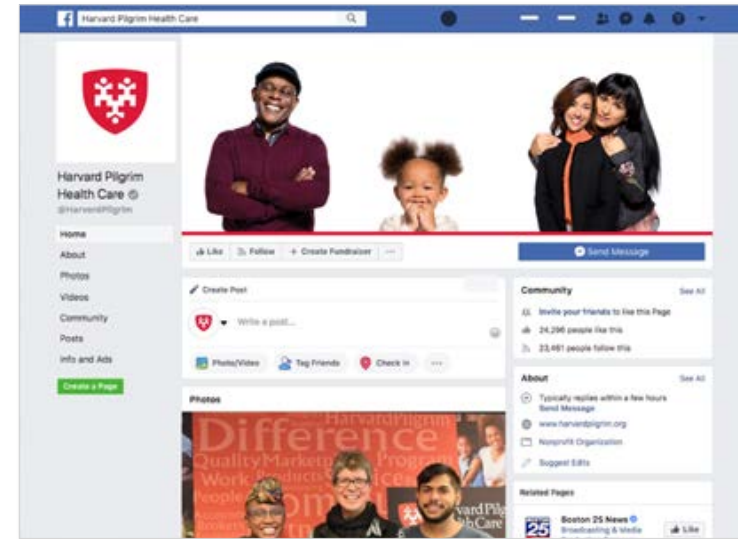 Harvard Pilgrim Health Care
Harvard Pilgrim
Health Care
@HarvardPilgrim
Home
About
Photos
Videos
Community
Posts
Info and Ads
Create a Page
Like
Follow
+ Create Fundraiser
Send Message
Create Post
Write a post...
Photo/Video
Tag Friends
Check in
Photos
HarvardPilgrim
Difference
Quality
Work Products
People
Community See All
Invite your friends to like this Page
24,296 people like this
23,461 people follow this
About See All
Typically replies within a few hours
Send Message
www.harvardpilgrim.org
Nonprofit Organization
Suggest Edits
Related Pages
25
Boston 25 News
Broadcasting & Media
Like